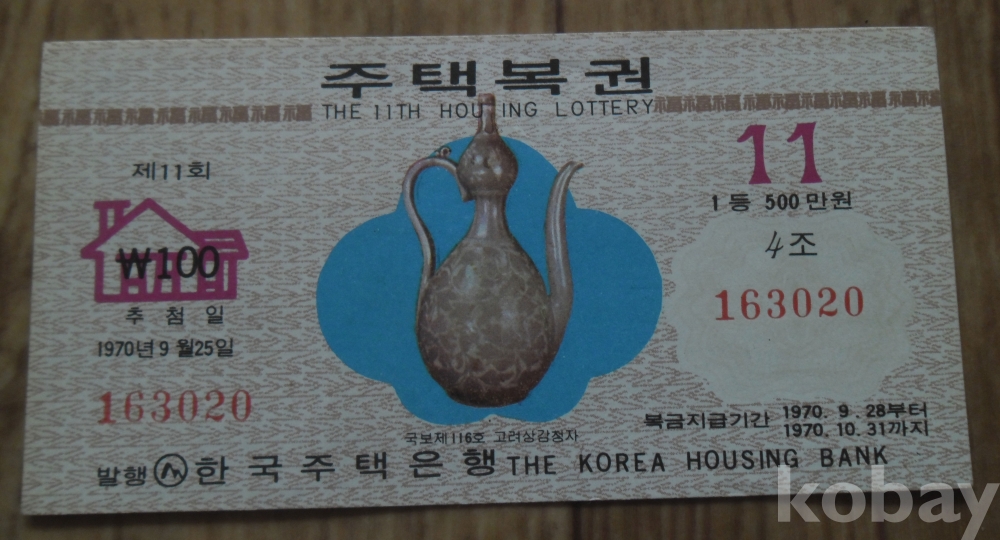 주택복권
THE 11TH HOUSING LOTTERY
제11회
₩100
추첨일
1970년 9월25일
163020
11
1등 500만원
4조
163020
국보제116호 고려상감청자
복금지급기간 1970. 9. 28부터
1970. 10. 31까지
발행 한국주택은행 THE KOREA HOUSING BANK
kobay